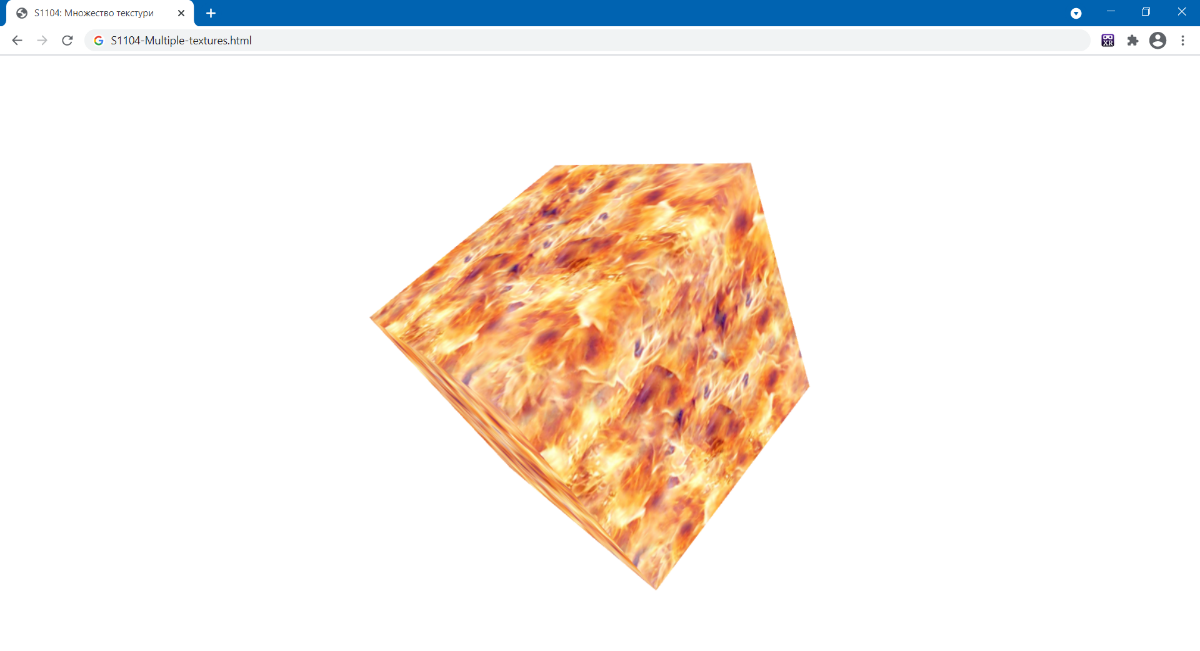 S1104: Множество текстури
S1104-Multiple-textures.html